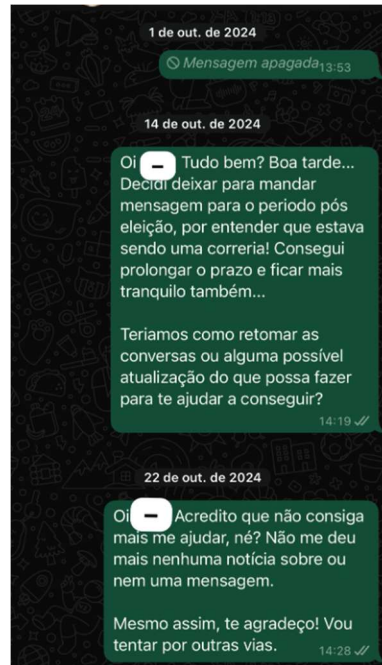 1 de out. de 2024
Mensagem apagada 13:53
14 de out. de 2024
Oi – Tudo bem? Boa tarde...
Decidi deixar para mandar
mensagem para o periodo pós
eleição, por entender que estava
sendo uma correria! Consegui
prolongar o prazo e ficar mais
tranquilo também...
Teriamos como retomar as
conversas ou alguma possível
atualização do que possa fazer
para te ajudar a conseguir?
14:19
22 de out. de 2024
Oi – Acredito que não consiga
mais me ajudar, né? Não me deu
mais nenhuma notícia sobre ou
nem uma mensagem.
Mesmo assim, te agradeço! Vou
tentar por outras vias. 14:28